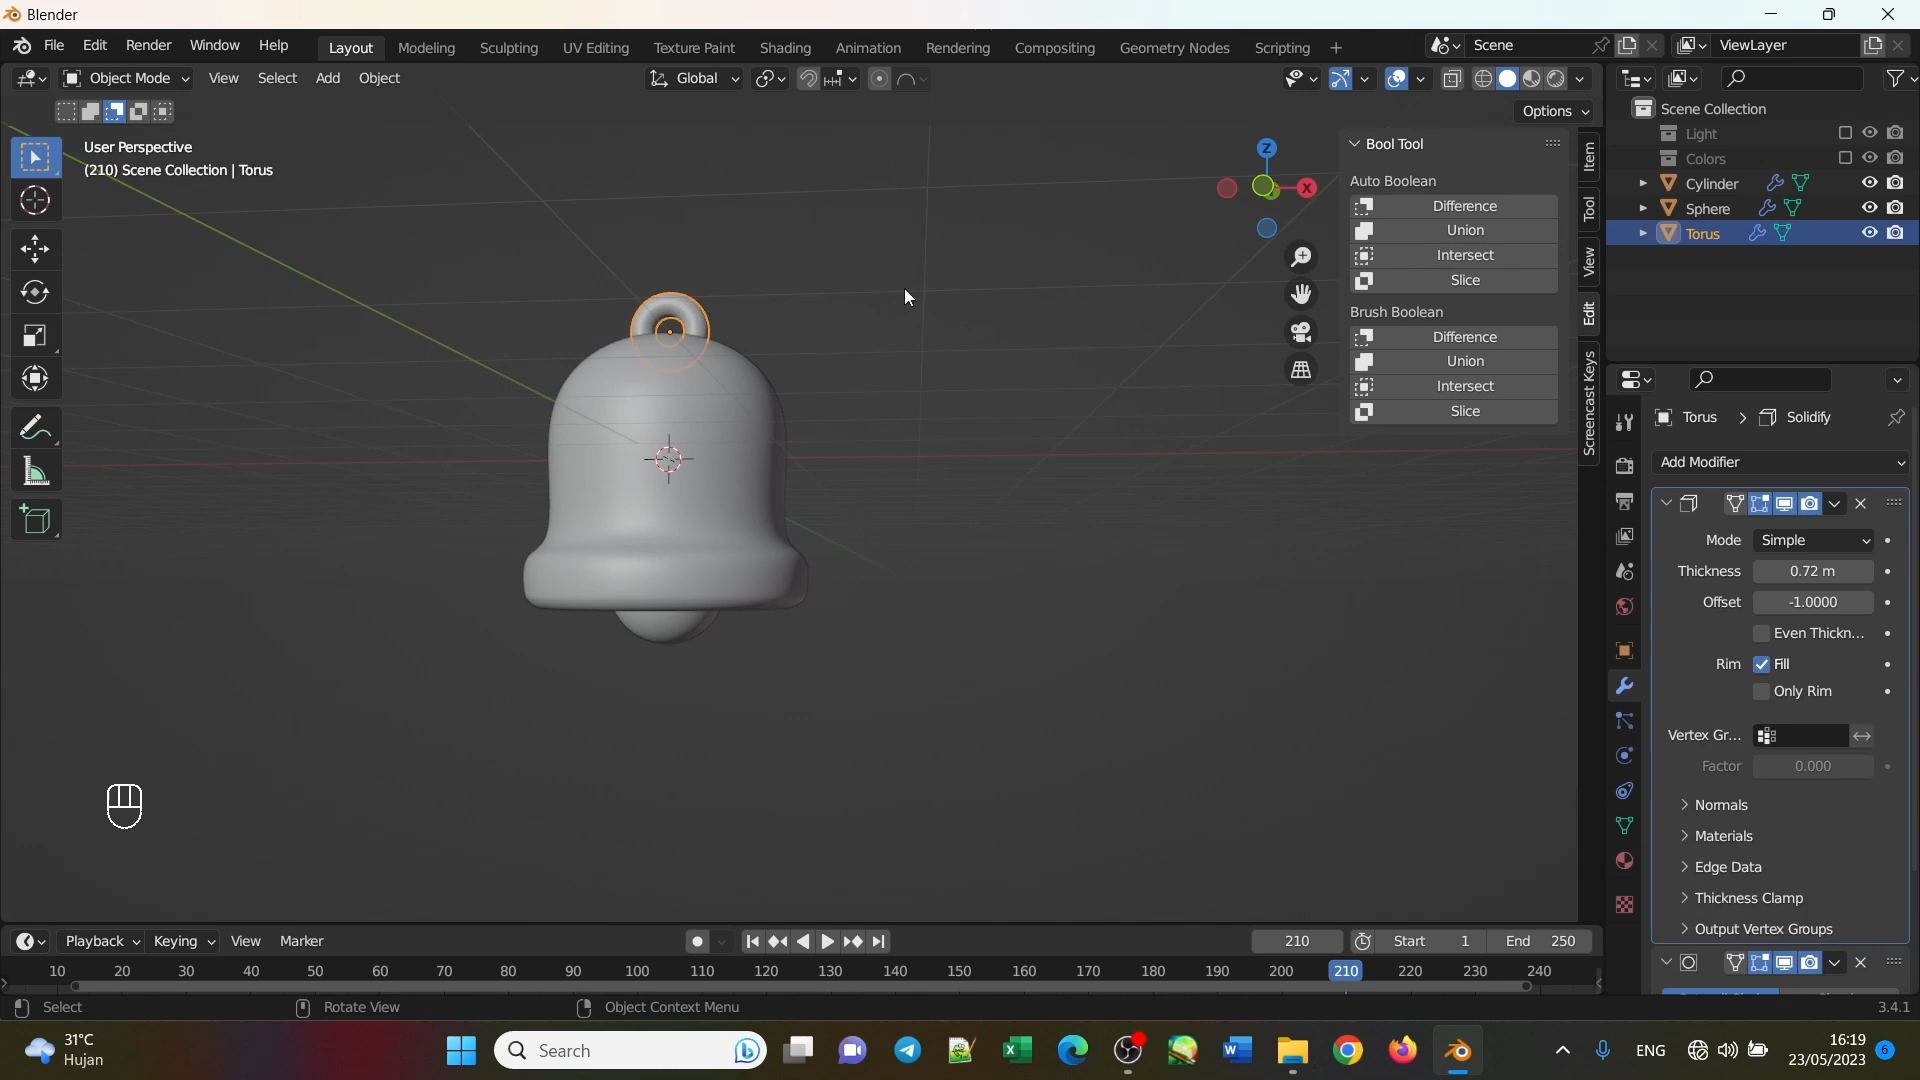 Blender
File Edit Render Window Help
Layout Modeling Sculpting UV Editing Texture Paint Shading Animation Rendering Compositing Geometry Nodes Scripting +
Scene
ViewLayer
Object Mode View Select Add Object
Global
Options
User Perspective
(210) Scene Collection | Torus
Z
X
Bool Tool
Auto Boolean
Difference
Union
Intersect
Slice
Brush Boolean
Difference
Union
Intersect
Slice
Item
Tool
View
Edit
Screencast Keys
Scene Collection
Light
Colors
Cylinder
Sphere
Torus
Torus > Solidify
Add Modifier
Mode Simple
Thickness 0.72 m
Offset -1.0000
Even Thickn...
Rim Fill
Only Rim
Vertex Gr...
Factor 0.000
Normals
Materials
Edge Data
Thickness Clamp
Output Vertex Groups
Playback Keying View Marker
210
Start 1
End 250
10 20 30 40 50 60 70 80 90 100 110 120 130 140 150 160 170 180 190 200 210 220 230 240
Select
Rotate View
Object Context Menu
3.4.1
31°C
Hujan
Search
ENG
16:19
23/05/2023
6